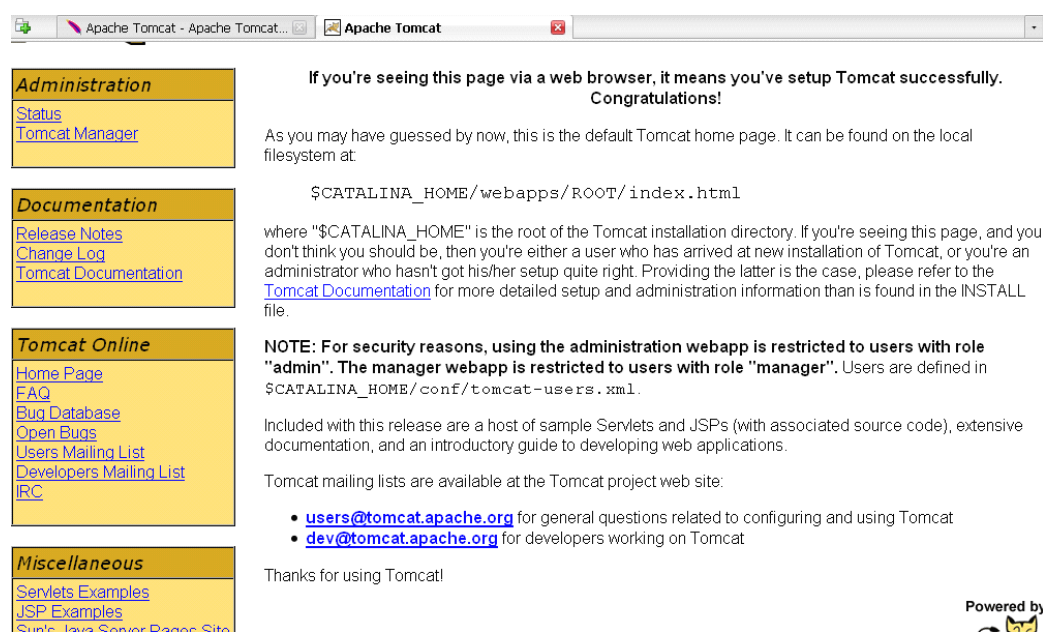 Apache Tomcat - Apache Tomcat...
Apache Tomcat
Administration
Status
Tomcat Manager
Documentation
Release Notes
Change Log
Tomcat Documentation
Tomcat Online
Home Page
FAQ
Bug Database
Open Bugs
Users Mailing List
Developers Mailing List
IRC
Miscellaneous
Servlets Examples
JSP Examples
Sun's Java Server Pages Site
If you're seeing this page via a web browser, it means you've setup Tomcat successfully.
Congratulations!
As you may have guessed by now, this is the default Tomcat home page. It can be found on the local
filesystem at:
$CATALINA_HOME/webapps/ROOT/index.html
where "$CATALINA_HOME" is the root of the Tomcat installation directory. If you're seeing this page, and you
don't think you should be, then you're either a user who has arrived at new installation of Tomcat, or you're an
administrator who hasn't got his/her setup quite right. Providing the latter is the case, please refer to the
Tomcat Documentation for more detailed setup and administration information than is found in the INSTALL
file.
NOTE: For security reasons, using the administration webapp is restricted to users with role
"admin". The manager webapp is restricted to users with role "manager". Users are defined in
$CATALINA_HOME/conf/tomcat-users.xml.
Included with this release are a host of sample Servlets and JSPs (with associated source code), extensive
documentation, and an introductory guide to developing web applications.
Tomcat mailing lists are available at the Tomcat project web site:
• users@tomcat.apache.org for general questions related to configuring and using Tomcat
• dev@tomcat.apache.org for developers working on Tomcat
Thanks for using Tomcat!
Powered by